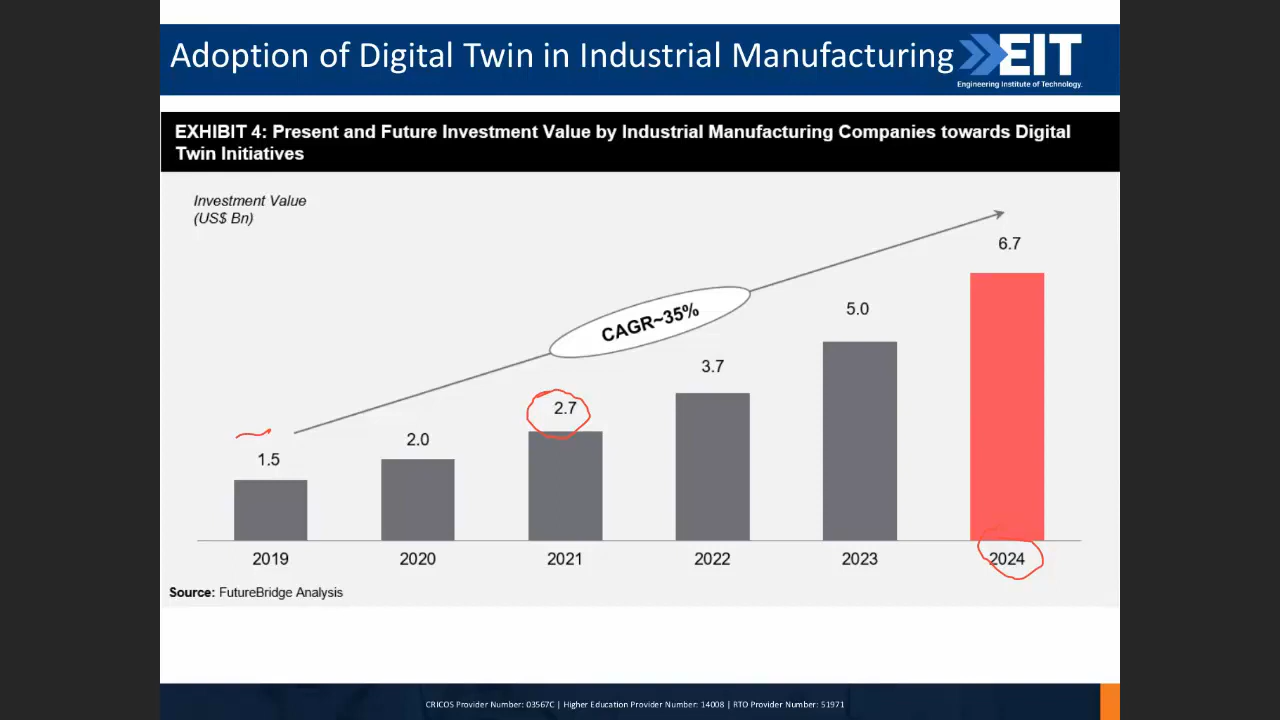 Adoption of Digital Twin in Industrial Manufacturing
EIT
Engineering Institute of Technology.
EXHIBIT 4: Present and Future Investment Value by Industrial Manufacturing Companies towards Digital
Twin Initiatives
Investment Value
(US$ Bn)
6.7
CAGR~35%
5.0
3.7
2.7
2.0
1.5
2019 2020 2021 2022 2023 2024
Source: FutureBridge Analysis
CRICOS Provider Number: 03567C | Higher Education Provider Number: 14008 | RTO Provider Number: 51971